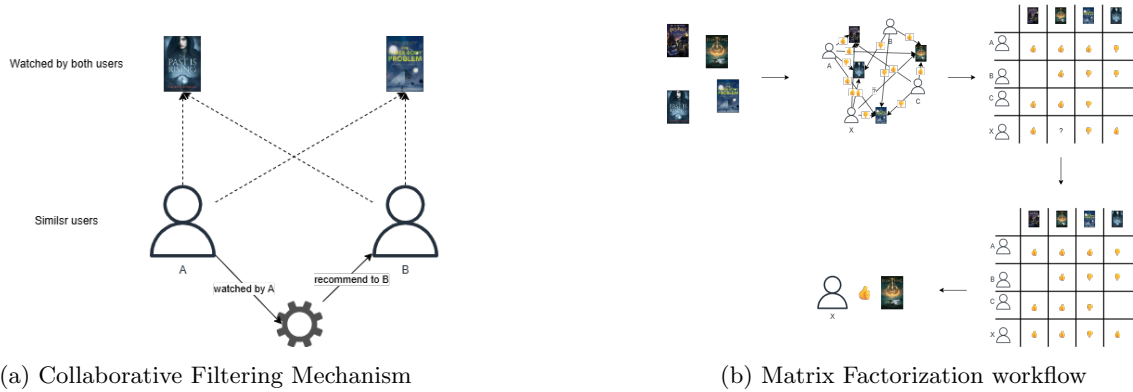 Watched by both users
PAST IS
RISING
PROBLEM
Similsr users
A
B
watched by A
recommend to B
(a) Collaborative Filtering Mechanism
A
B
C
X
A
B
C
X
?
A
B
C
X
X
(b) Matrix Factorization workflow